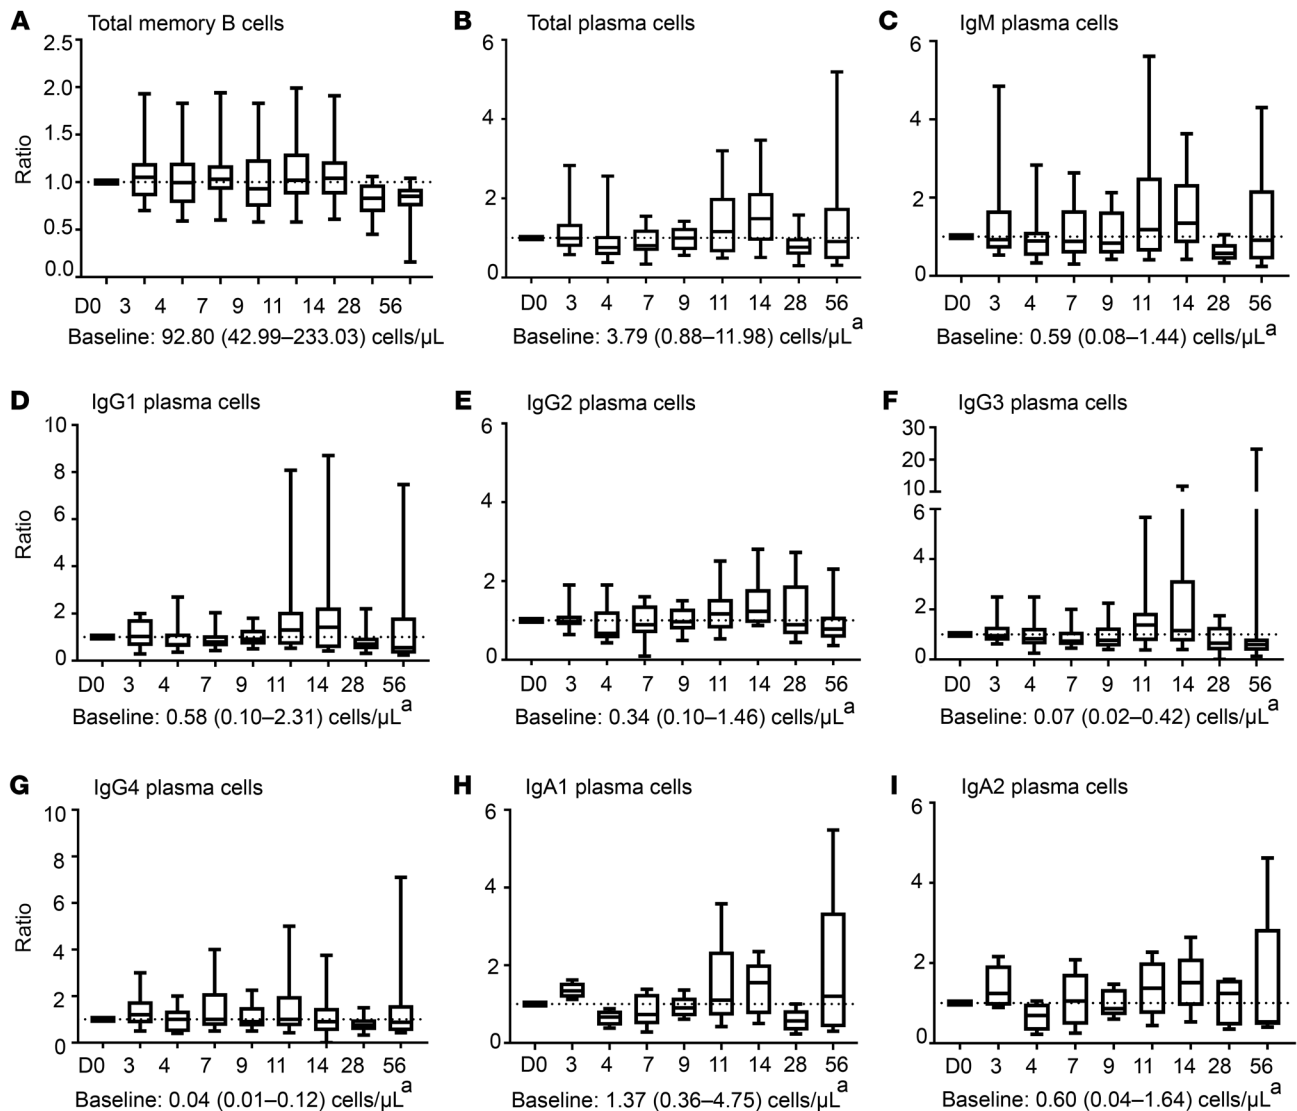 A Total memory B cells
2.5
2.0
1.5
1.0
0.5
0.0
Ratio
D0 3 4 7 9 11 14 28 56
Baseline: 92.80 (42.99–233.03) cells/µL
B Total plasma cells
6
4
2
0
D0 3 4 7 9 11 14 28 56
Baseline: 3.79 (0.88–11.98) cells/µLa
C IgM plasma cells
6
4
2
0
D0 3 4 7 9 11 14 28 56
Baseline: 0.59 (0.08–1.44) cells/µLa
D IgG1 plasma cells
10
8
6
4
2
0
Ratio
D0 3 4 7 9 11 14 28 56
Baseline: 0.58 (0.10–2.31) cells/µLa
E IgG2 plasma cells
6
4
2
0
D0 3 4 7 9 11 14 28 56
Baseline: 0.34 (0.10–1.46) cells/µLa
F IgG3 plasma cells
30
20
10
6
4
2
0
D0 3 4 7 9 11 14 28 56
Baseline: 0.07 (0.02–0.42) cells/µLa
G IgG4 plasma cells
10
8
6
4
2
0
Ratio
D0 3 4 7 9 11 14 28 56
Baseline: 0.04 (0.01–0.12) cells/µLa
H IgA1 plasma cells
6
4
2
0
D0 3 4 7 9 11 14 28 56
Baseline: 1.37 (0.36–4.75) cells/µLa
I IgA2 plasma cells
6
4
2
0
D0 3 4 7 9 11 14 28 56
Baseline: 0.60 (0.04–1.64) cells/µLa